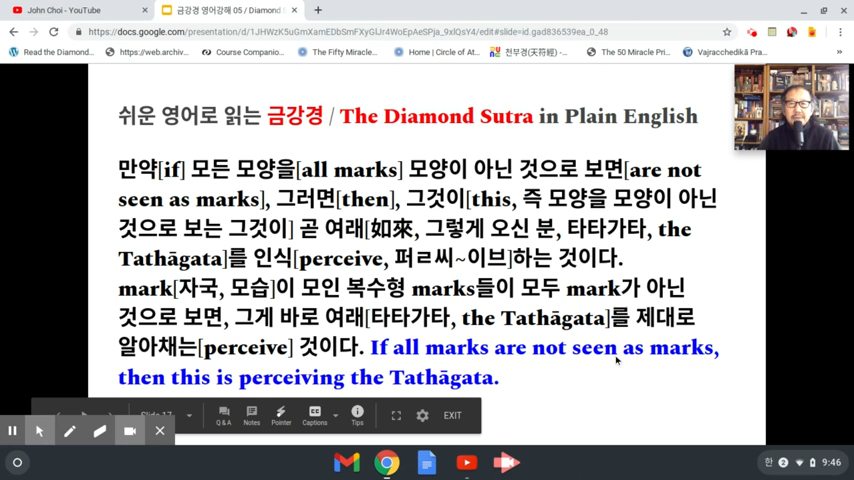 John Choi - YouTube
금강경 영어강해 05 / Diamond S
https://docs.google.com/presentation/d/1JHWzK5uGmXamEDbSmFXyGIJr4WoEpAeSPja_9xlQsY4/edit#slide=id.gad836539ea_0_48
Read the Diamond...
https://web.archiv...
Course Companio...
The Fifty Miracle...
Home | Circle of At...
천부경(天符經) -...
The 50 Miracle Pri...
Vajracchedikā Pra...
쉬운 영어로 읽는 금강경 / The Diamond Sutra in Plain English
만약[if] 모든 모양을[all marks] 모양이 아닌 것으로 보면[are not
seen as marks], 그러면[then], 그것이[this, 즉 모양을 모양이 아닌
것으로 보는 그것이] 곧 여래[如來, 그렇게 오신 분, 타타가타, the
Tathāgata]를 인식[perceive, 퍼ㄹ씨~이브]하는 것이다.
mark[자국, 모습]이 모인 복수형 marks들이 모두 mark가 아닌
것으로 보면, 그게 바로 여래[타타가타, the Tathāgata]를 제대로
알아채는[perceive] 것이다. If all marks are not seen as marks,
then this is perceiving the Tathāgata.
Slide 17
Q & A
Notes
Pointer
Captions
Tips
EXIT
한
2
9:46